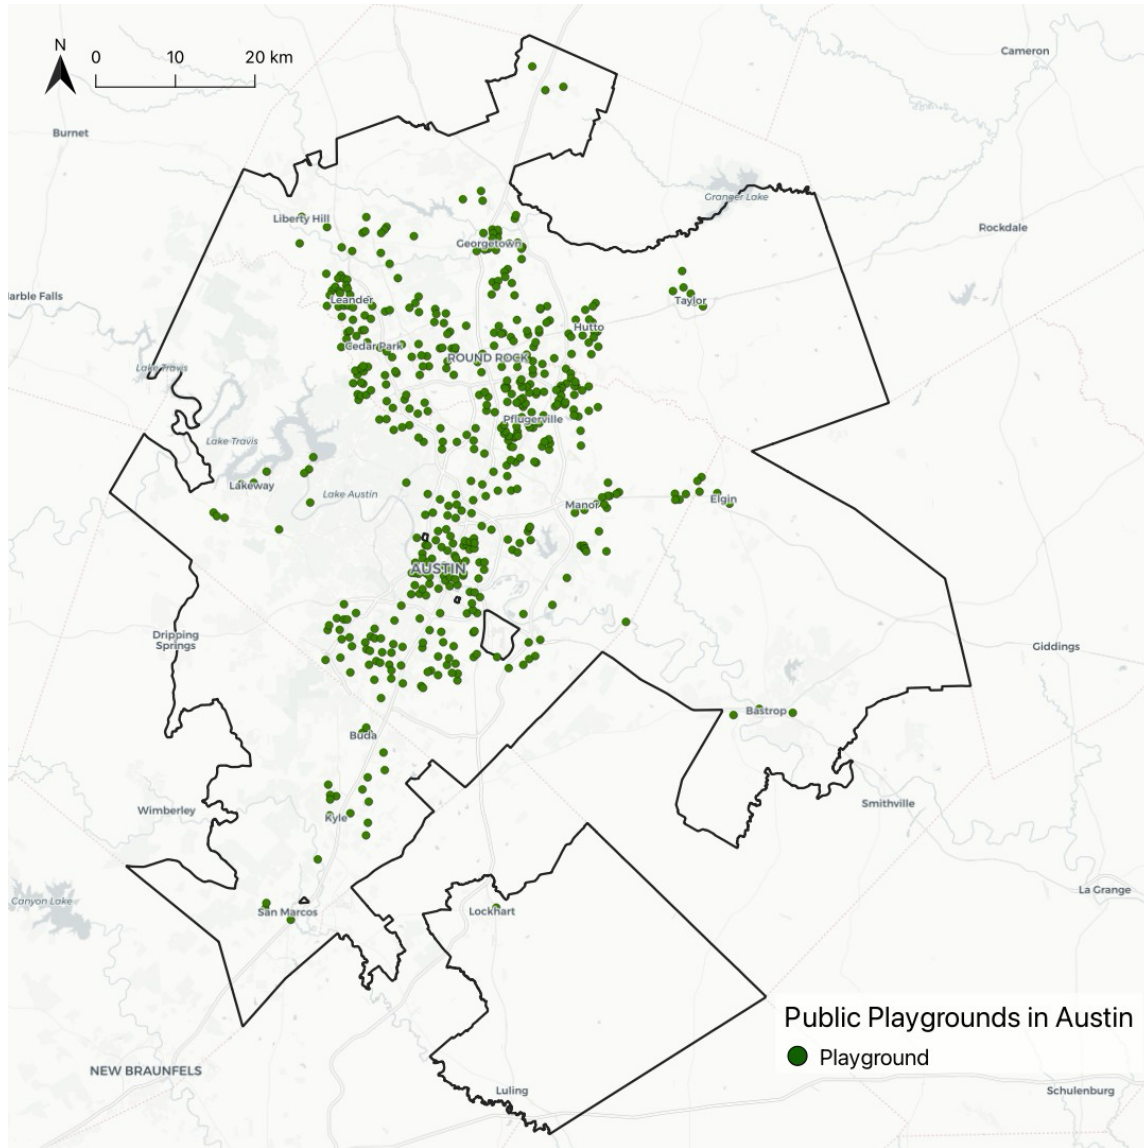 N
0 10 20 km
Cameron
Burnet
Granger Lake
Liberty Hill
Rockdale
Georgetown
arble Falls
Leander
Taylor
Hutto
Cedar Park
ROUND ROCK
Lake Travis
Pflugerville
Lake Travis
Lakeway
Lake Austin
Manor
Elgin
AUSTIN
Dripping
Springs
Giddings
Bastrop
Buda
Smithville
Wimberley
Kyle
La Grange
Canyon Lake
San Marcos
Lockhart
Public Playgrounds in Austin
Playground
NEW BRAUNFELS
Luling
Schulenburg